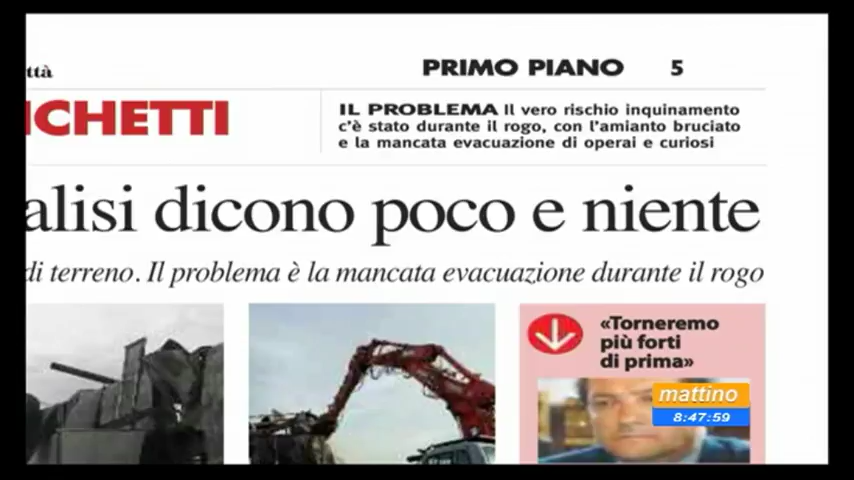 ttà
PRIMO PIANO 5
ICHETTI
IL PROBLEMA Il vero rischio inquinamento
c'è stato durante il rogo, con l'amianto bruciato
e la mancata evacuazione di operai e curiosi
alisi dicono poco e niente
di terreno. Il problema è la mancata evacuazione durante il rogo
«Torneremo
più forti
di prima»
mattino
8:47:59